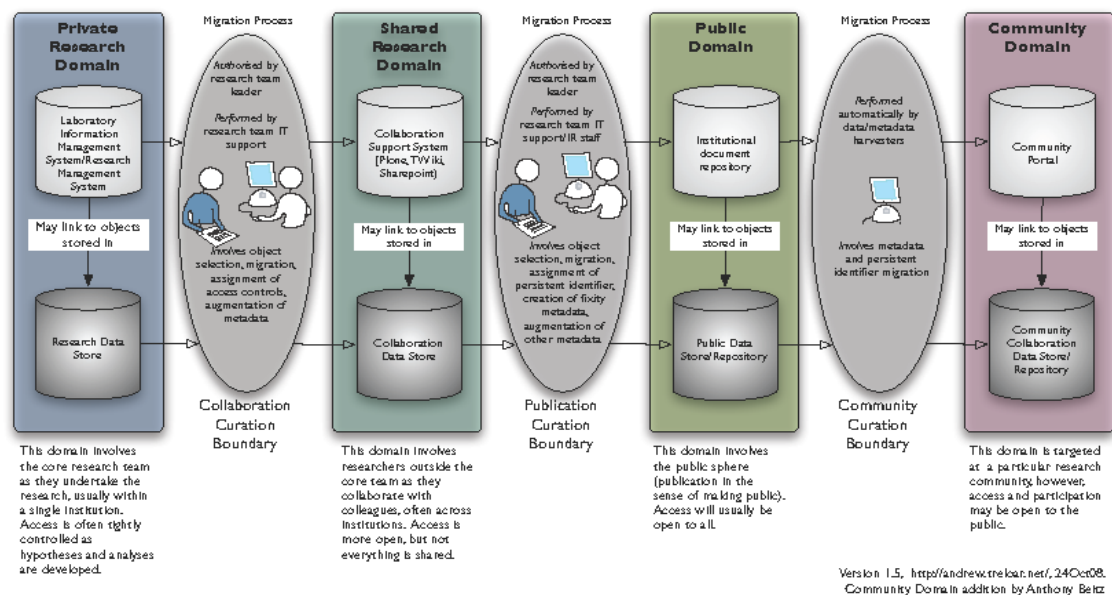 Private
Research
Domain
Laboratory
Information
Management
System/Research
Management
System
May link to objects
stored in
Research Data
Store
This domain involves
the core research team
as they undertake the
research, usually within
a single institution.
Access is often tightly
controlled as
hypotheses and analyses
are developed.
Migration Process
Authorised by
research team
leader
Performed by
research team IT
support
Involves object
selection, migration,
assignment of
access controls,
augmentation of
metadata
Collaboration
Curation
Boundary
Shared
Research
Domain
Collaboration
Support System
(Plone, TWiki,
Sharepoint)
May link to objects
stored in
Collaboration
Data Store
This domain involves
researchers outside the
core team as they
collaborate with
colleagues, often across
institutions. Access is
more open, but not
everything is shared.
Migration Process
Authorised by
research team
leader
Performed by
research team IT
support/IR staff
Involves object
selection, migration,
assignment of
persistent identifier,
creation of fixity
metadata,
augmentation of
other metadata
Publication
Curation
Boundary
Public
Domain
Institutional
document
repository
May link to objects
stored in
Public Data
Store/Repository
This domain involves
the public sphere
(publication in the
sense of making public).
Access will usually be
open to all.
Migration Process
Performed
automatically by
data/metadata
harvesters
Involves metadata
and persistent
identifier migration
Community
Curation
Boundary
Community
Domain
Community
Portal
May link to objects
stored in
Community
Collaboration
Data Store/
Repository
This domain is targeted
at a particular research
community, however,
access and participation
may be open to the
public.
Version 1.5, http://andrew.treloar.net/, 24Oct08.
Community Domain addition by Anthony Beitz